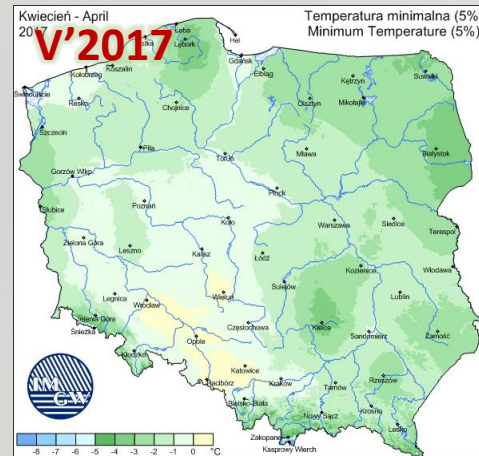 Kwiecień - April
2017
V'2017
Temperatura minimalna (5%
Minimum Temperature (5%)
Łeba
Lębork
Hel
Gdańsk
Koszalin
Kołobrzeg
Elbląg
Kętrzyn
Suwałki
Świnoujście
Resko
Chojnice
Olsztyn
Mikołajki
Szczecin
Piła
Toruń
Mława
Białystok
Gorzów Wlkp.
Płock
Słubice
Poznań
Koło
Warszawa
Siedlce
Terespol
Zielona Góra
Leszno
Kalisz
Łódź
Kozienice
Włodawa
Legnica
Wrocław
Wieluń
Sulejów
Lublin
Jelenia Góra
Śnieżka
Opole
Częstochowa
Kielce
Sandomierz
Zamość
Kłodzko
Racibórz
Katowice
Kraków
Tarnów
Rzeszów
Bielsko-Biała
Nowy Sącz
Krosno
Lesko
Zakopane
Kasprowy Wierch
IM
GW
-8 -7 -6 -5 -4 -3 -2 -1 0 °C